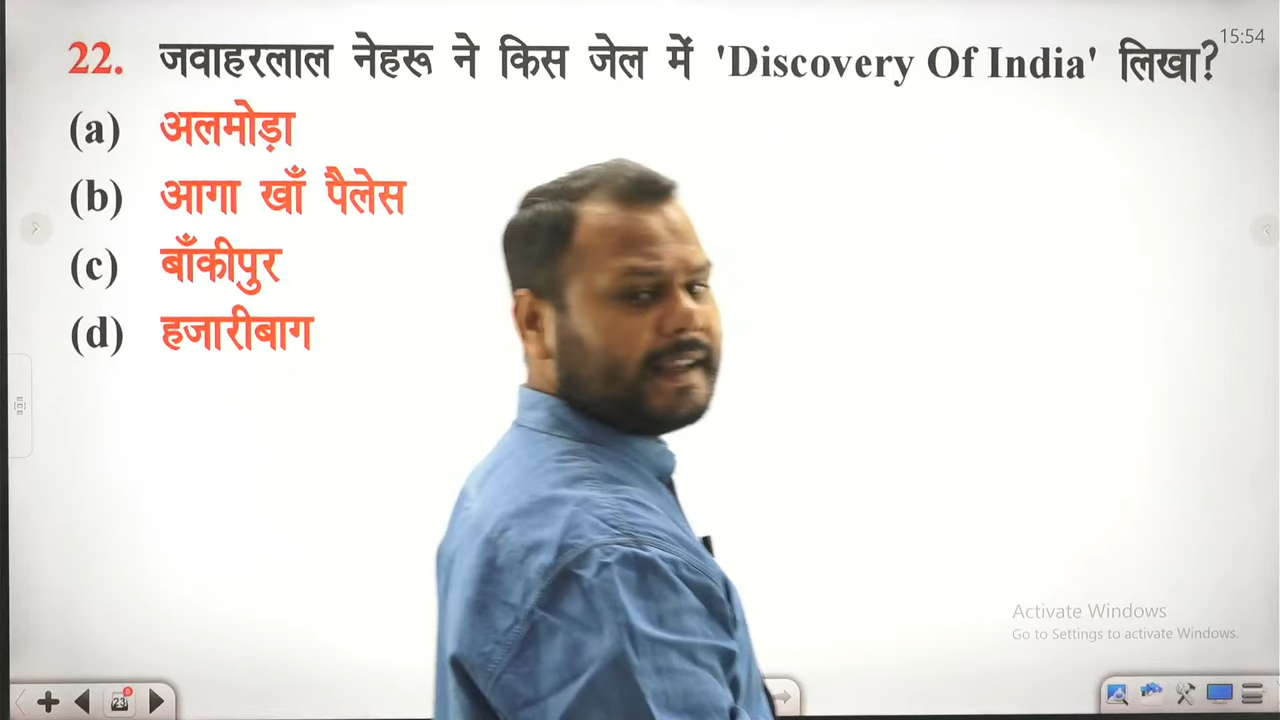 15:54
22. जवाहरलाल नेहरू ने किस जेल में 'Discovery Of India' लिखा?
(a) अलमोड़ा
(b) आगा खाँ पैलेस
(c) बाँकीपुर
(d) हजारीबाग
Activate Windows
Go to Settings to activate Windows.
23